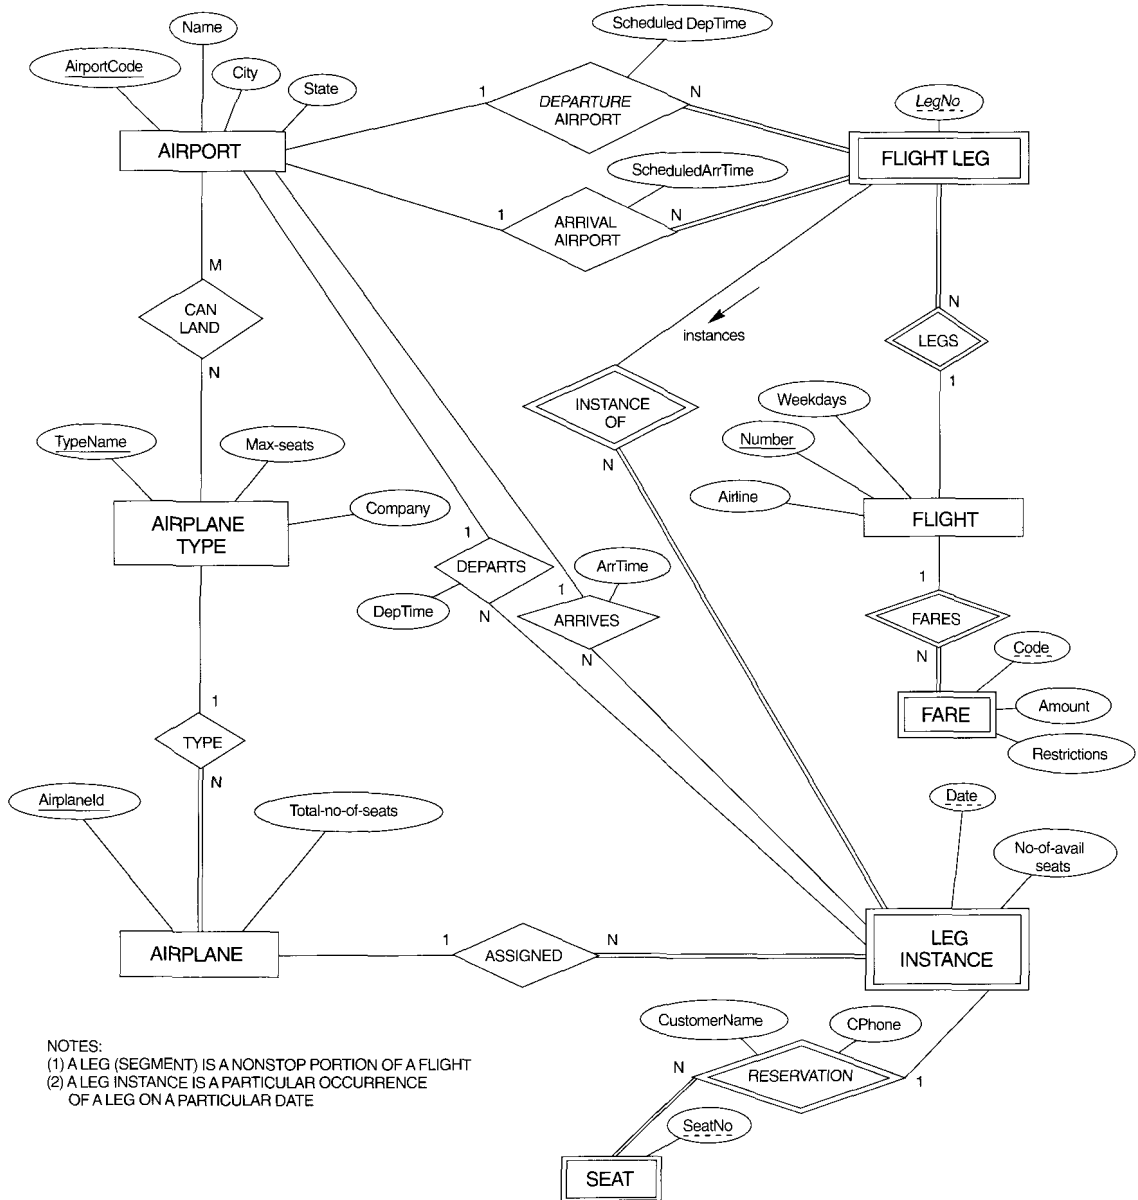 Name
Scheduled DepTime
AirportCode
City
State
1
N
DEPARTURE
AIRPORT
LegNo
AIRPORT
FLIGHT LEG
ScheduledArrTime
1
N
ARRIVAL
AIRPORT
M
CAN
LAND
N
instances
N
LEGS
1
INSTANCE
OF
N
Weekdays
Number
Airline
FLIGHT
TypeName
Max-seats
Company
AIRPLANE
TYPE
1
DEPARTS
DepTime
N
ArrTime
1
ARRIVES
N
1
FARES
N
Code
FARE
Amount
Restrictions
1
TYPE
N
AirplaneId
Total-no-of-seats
Date
No-of-avail
seats
AIRPLANE
1
ASSIGNED
N
LEG
INSTANCE
CustomerName
CPhone
N
RESERVATION
1
SeatNo
SEAT
NOTES:
(1) A LEG (SEGMENT) IS A NONSTOP PORTION OF A FLIGHT
(2) A LEG INSTANCE IS A PARTICULAR OCCURRENCE
OF A LEG ON A PARTICULAR DATE